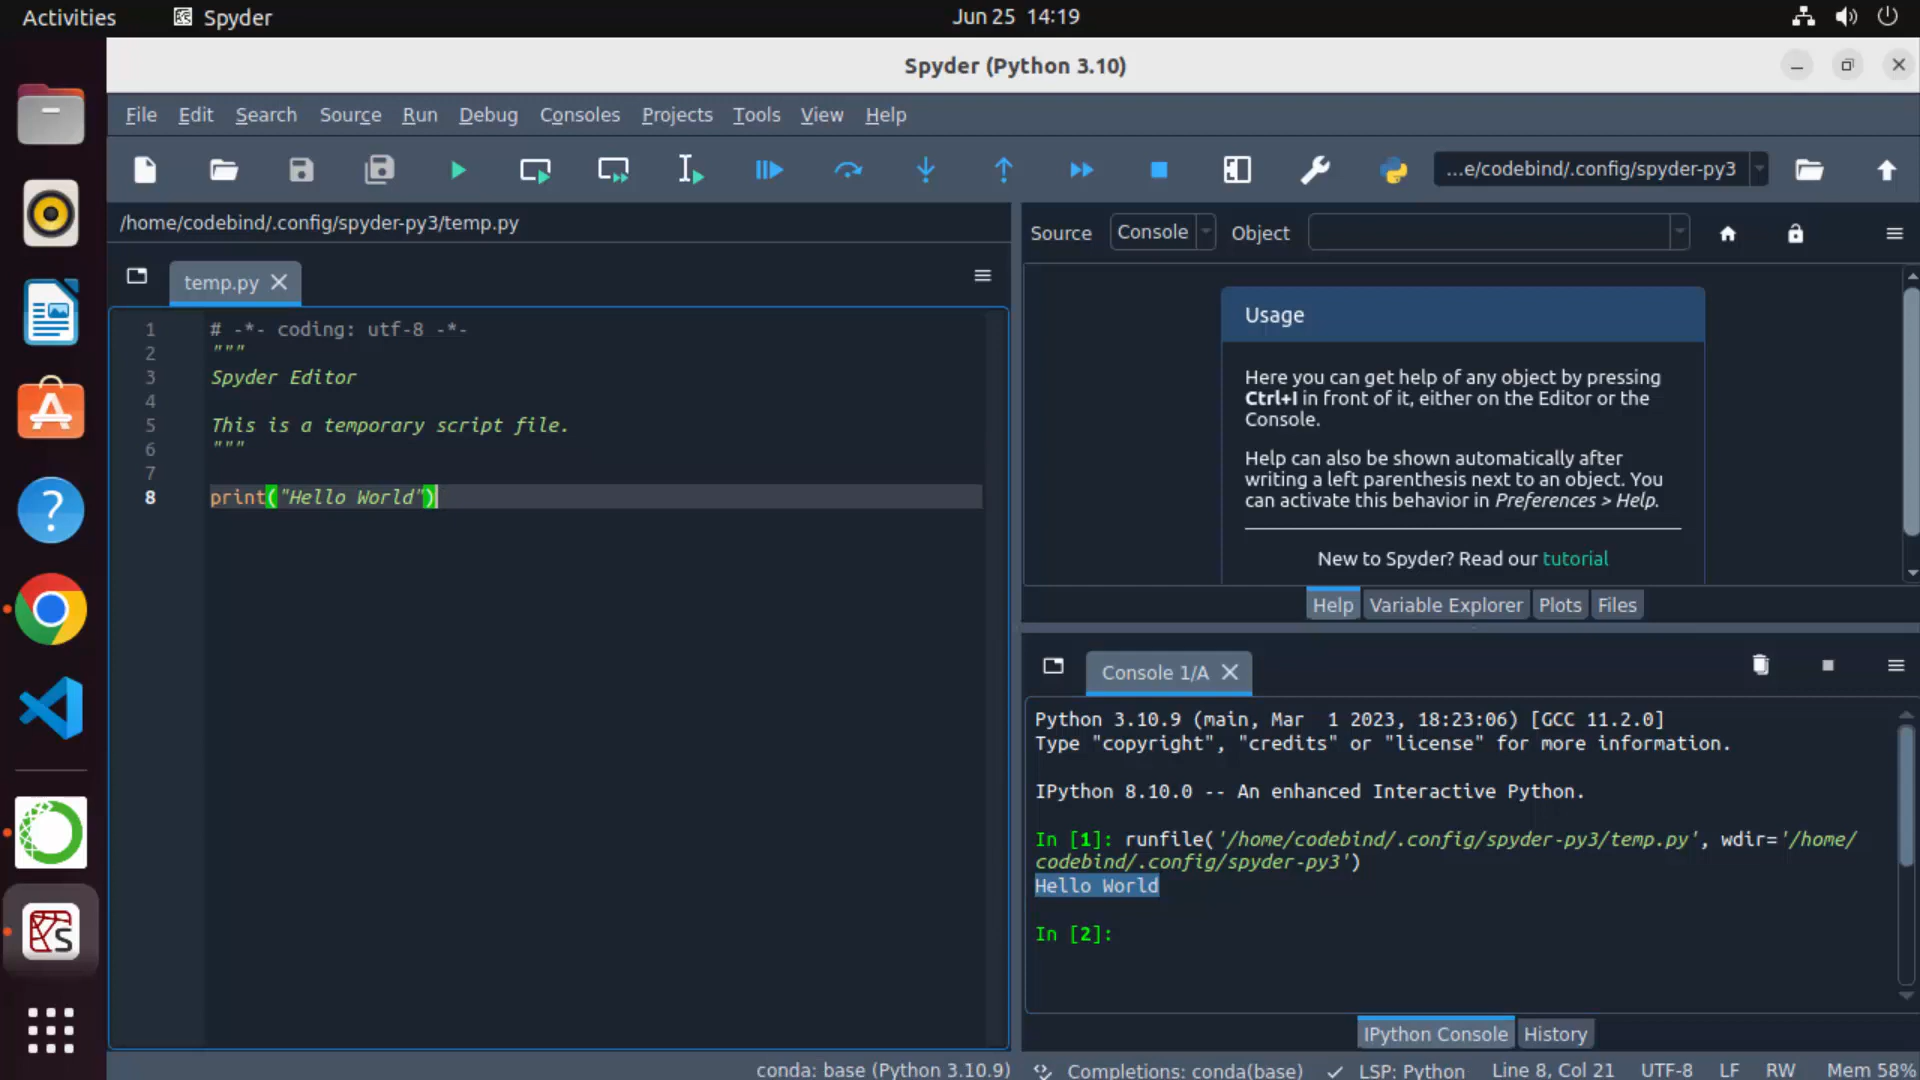 Activities Spyder Jun 25 14:19
Spyder (Python 3.10)
File Edit Search Source Run Debug Consoles Projects Tools View Help
...e/codebind/.config/spyder-py3
/home/codebind/.config/spyder-py3/temp.py
temp.py
1 # -*- coding: utf-8 -*-
2 """
3 Spyder Editor
4
5 This is a temporary script file.
6 """
7
8 print("Hello World")
Source Console Object
Usage
Here you can get help of any object by pressing
Ctrl+I in front of it, either on the Editor or the
Console.
Help can also be shown automatically after
writing a left parenthesis next to an object. You
can activate this behavior in Preferences > Help.
New to Spyder? Read our tutorial
Help Variable Explorer Plots Files
Console 1/A
Python 3.10.9 (main, Mar  1 2023, 18:23:06) [GCC 11.2.0]
Type "copyright", "credits" or "license" for more information.
IPython 8.10.0 -- An enhanced Interactive Python.
In [1]: runfile('/home/codebind/.config/spyder-py3/temp.py', wdir='/home/
codebind/.config/spyder-py3')
Hello World
In [2]:
IPython Console History
conda: base (Python 3.10.9) Completions: conda(base) LSP: Python Line 8, Col 21 UTF-8 LF RW Mem 58%